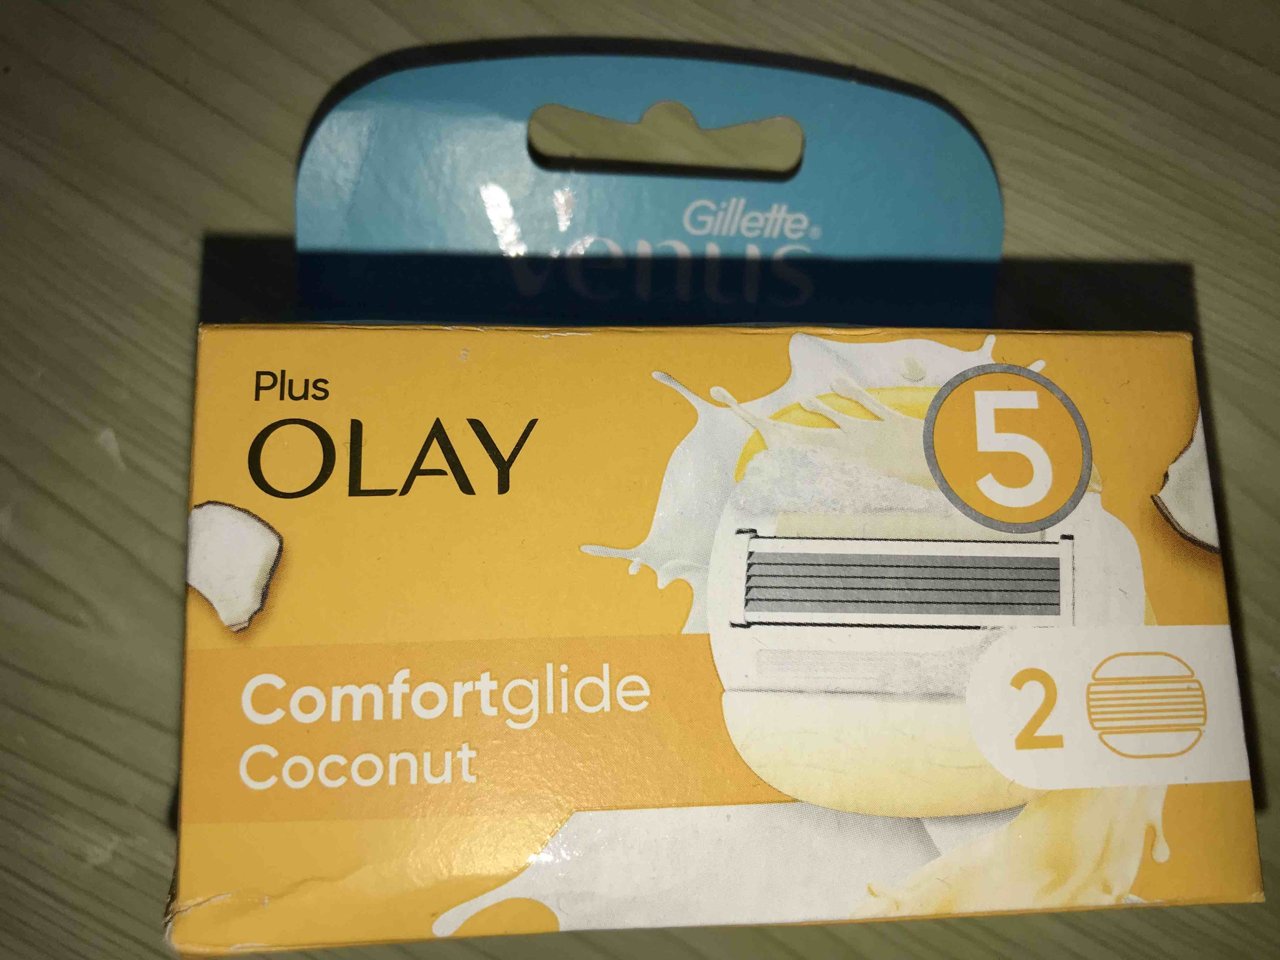 Gillette®
venus
Plus
OLAY
5
Comfortglide
Coconut
2